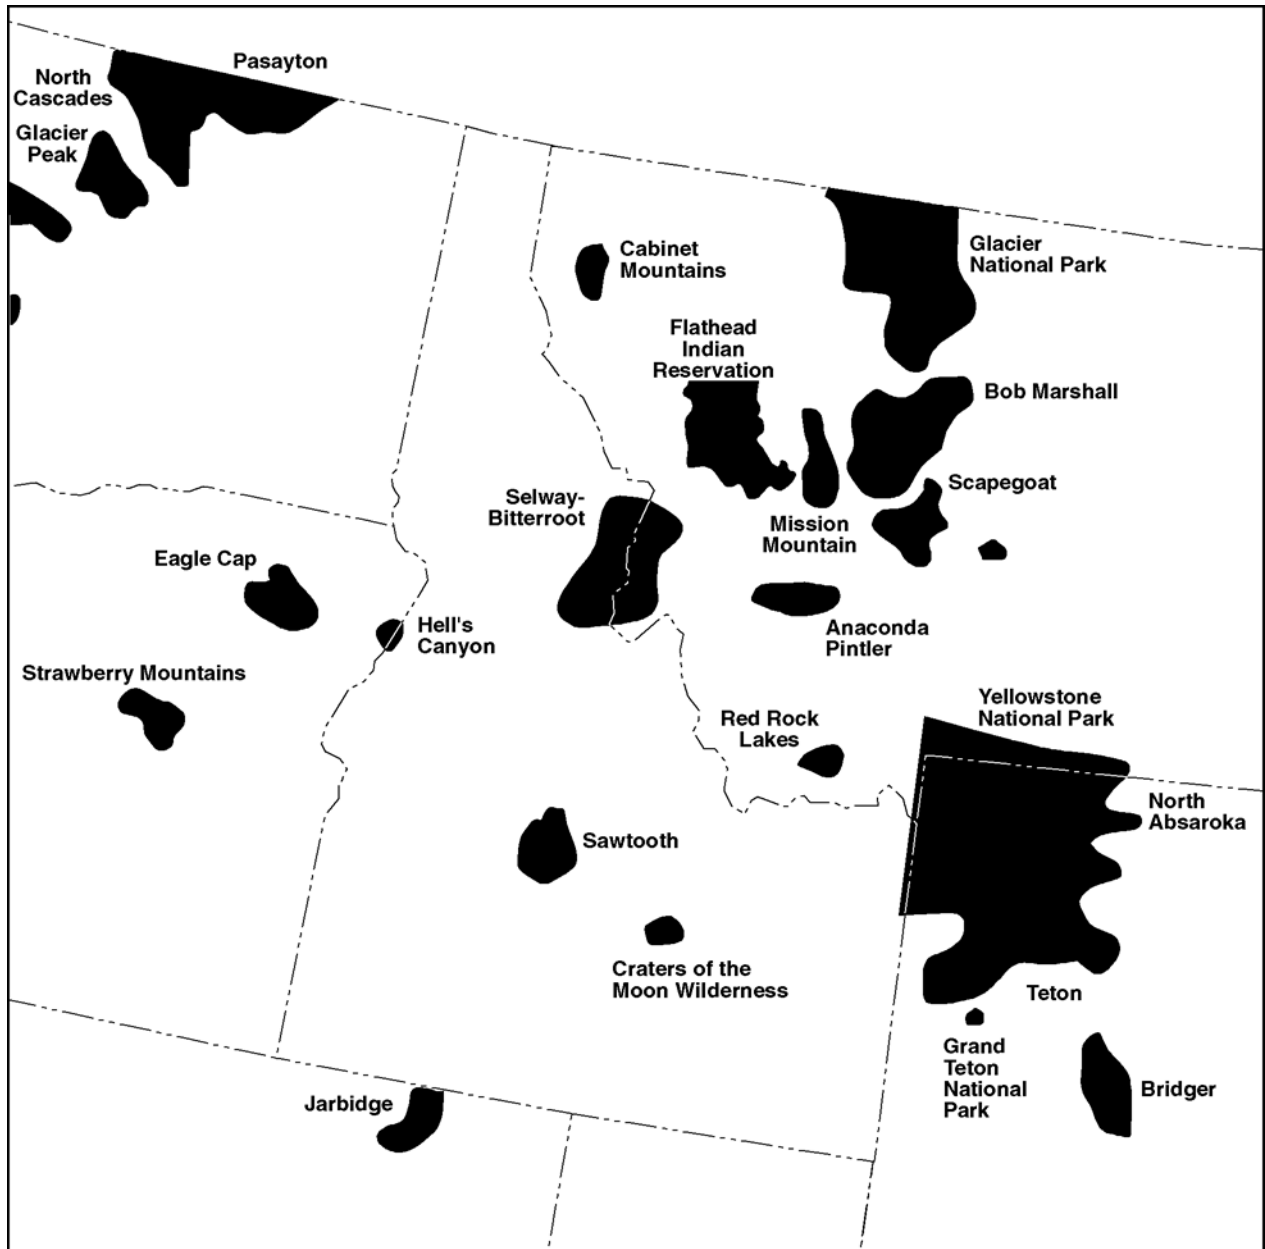 Pasayton
North
Cascades
Glacier
Peak
Cabinet
Mountains
Glacier
National Park
Flathead
Indian
Reservation
Bob Marshall
Scapegoat
Selway-
Bitterroot
Mission
Mountain
Eagle Cap
Hell's
Canyon
Anaconda
Pintler
Strawberry Mountains
Yellowstone
National Park
Red Rock
Lakes
North
Absaroka
Sawtooth
Craters of the
Moon Wilderness
Teton
Grand
Teton
National
Park
Bridger
Jarbidge